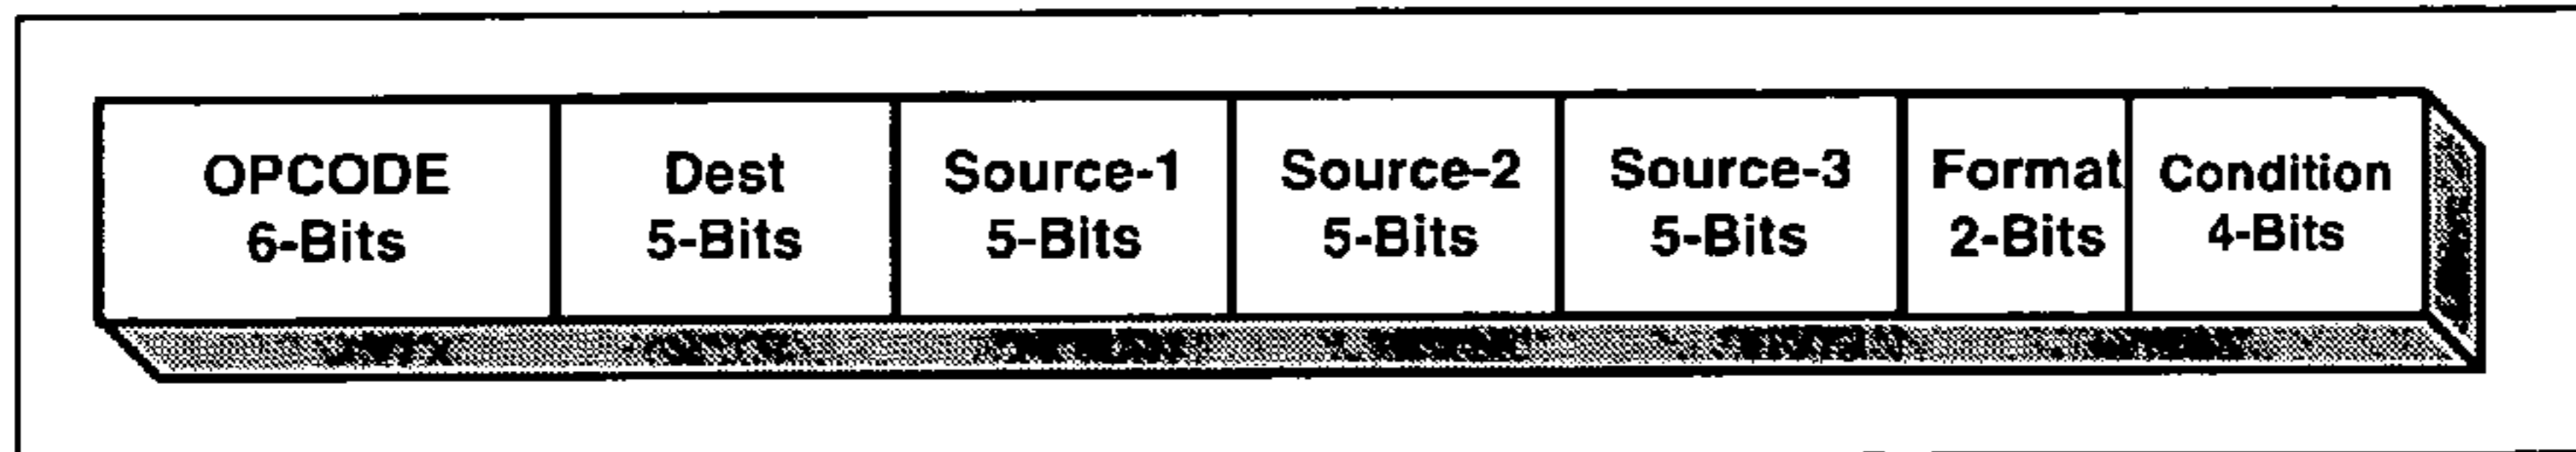 OPCODE
6-Bits
Dest
5-Bits
Source-1
5-Bits
Source-2
5-Bits
Source-3
5-Bits
Format
2-Bits
Condition
4-Bits